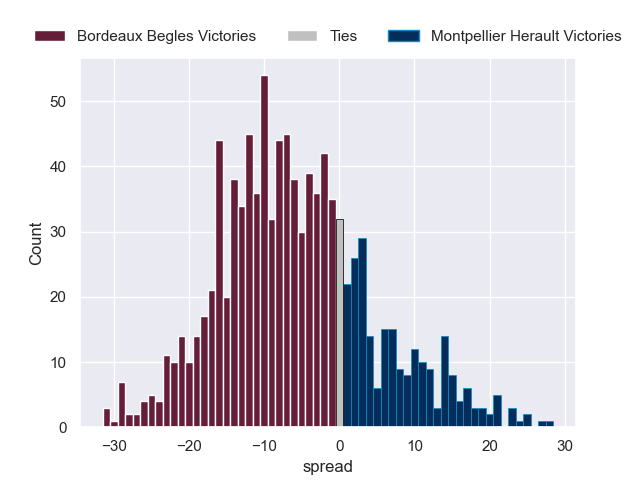 Bordeaux Begles Victories Ties Montpellier Herault Victories
50
40
30
20
10
0
Count
−30 −20 −10 0 10 20 30
spread